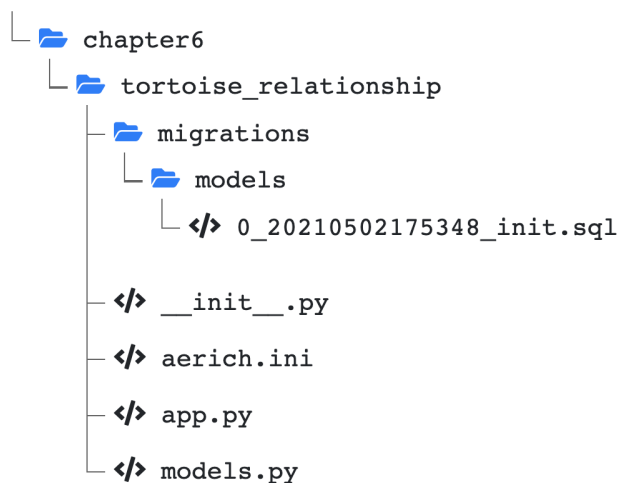 chapter6
tortoise_relationship
migrations
models
</> 0_20210502175348_init.sql
</> __init__.py
</> aerich.ini
</> app.py
</> models.py